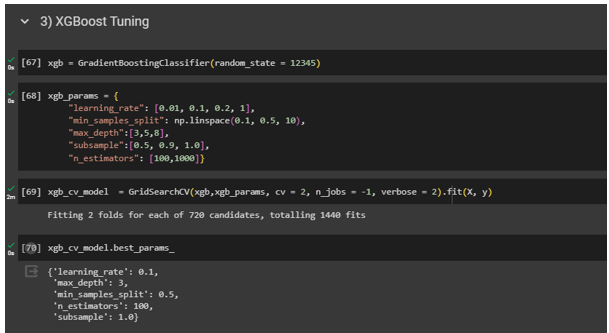 3) XGBoost Tuning
[67] xgb = GradientBoostingClassifier(random_state = 12345)
0s
[68] xgb_params = {
0s
"learning_rate": [0.01, 0.1, 0.2, 1],
"min_samples_split": np.linspace(0.1, 0.5, 10),
"max_depth":[3,5,8],
"subsample":[0.5, 0.9, 1.0],
"n_estimators": [100,1000]}
[69] xgb_cv_model = GridSearchCV(xgb,xgb_params, cv = 2, n_jobs = -1, verbose = 2).fit(X, y)
2m
Fitting 2 folds for each of 720 candidates, totalling 1440 fits
[70] xgb_cv_model.best_params_
0s
{'learning_rate': 0.1,
'max_depth': 3,
'min_samples_split': 0.5,
'n_estimators': 100,
'subsample': 1.0}